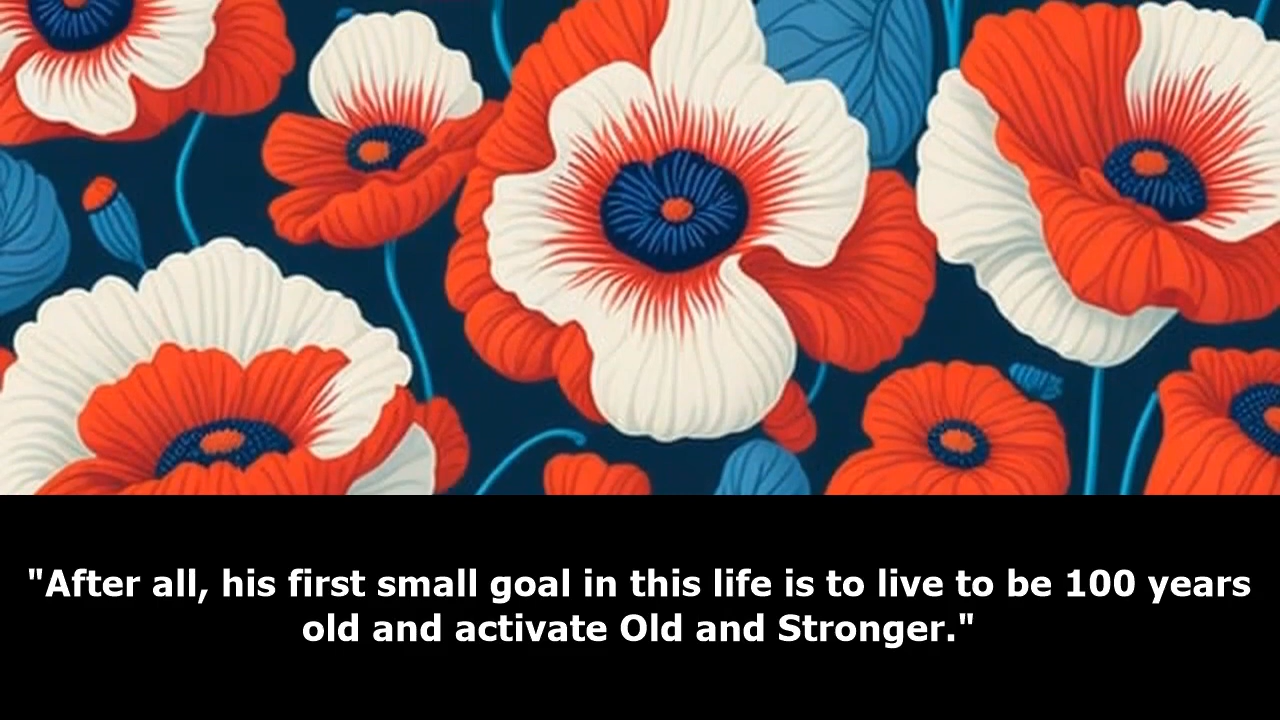 "After all, his first small goal in this life is to live to be 100 years
old and activate Old and Stronger."